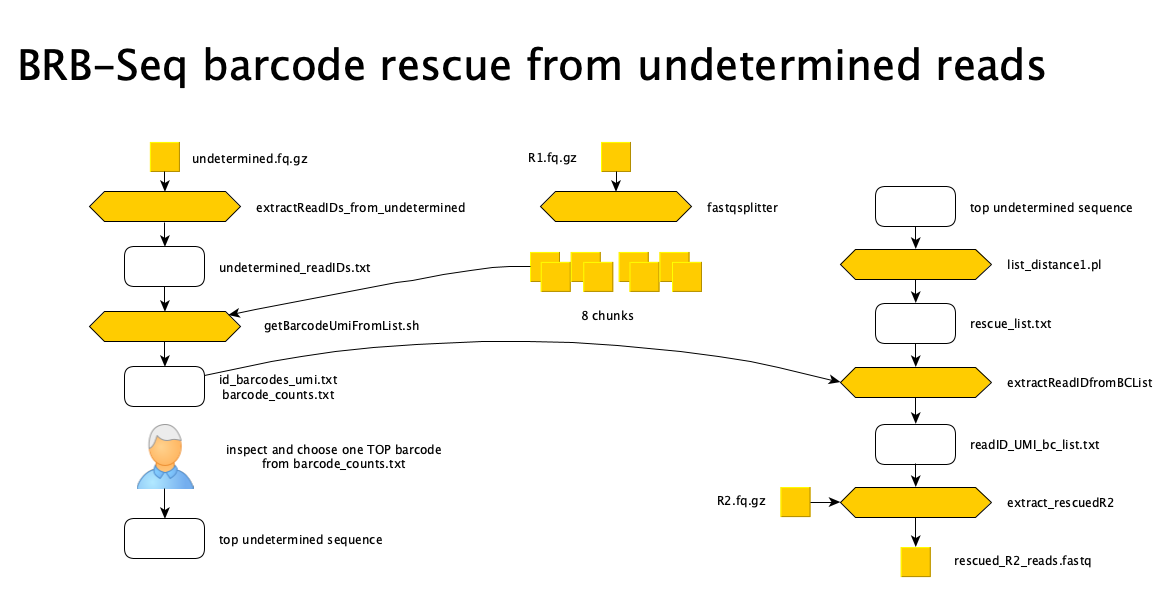 BRB-Seq barcode rescue from undetermined reads
undetermined.fq.gz
extractReadIDs_from_undetermined
undetermined_readIDs.txt
getBarcodeUmiFromList.sh
id_barcodes_umi.txt
barcode_counts.txt
inspect and choose one TOP barcode
from barcode_counts.txt
top undetermined sequence
R1.fq.gz
fastqsplitter
8 chunks
top undetermined sequence
list_distance1.pl
rescue_list.txt
extractReadIDfromBCList
readID_UMI_bc_list.txt
R2.fq.gz
extract_rescuedR2
rescued_R2_reads.fastq